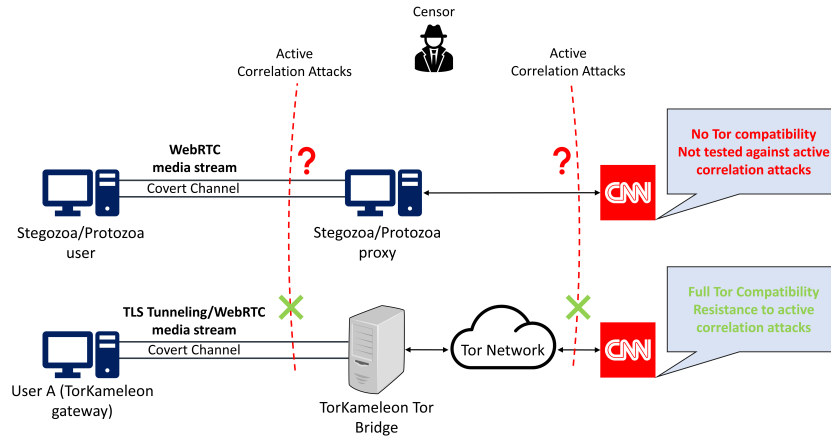 Censor
Active
Correlation Attacks
Active
Correlation Attacks
WebRTC
media stream
Covert Channel
?
?
CNN
No Tor compatibility
Not tested against active
correlation attacks
Stegozoa/Protozoa
user
Stegozoa/Protozoa
proxy
TLS Tunneling/WebRTC
media stream
Covert Channel
Tor Network
CNN
Full Tor Compatibility
Resistance to active
correlation attacks
User A (TorKameleon
gateway)
TorKameleon Tor
Bridge